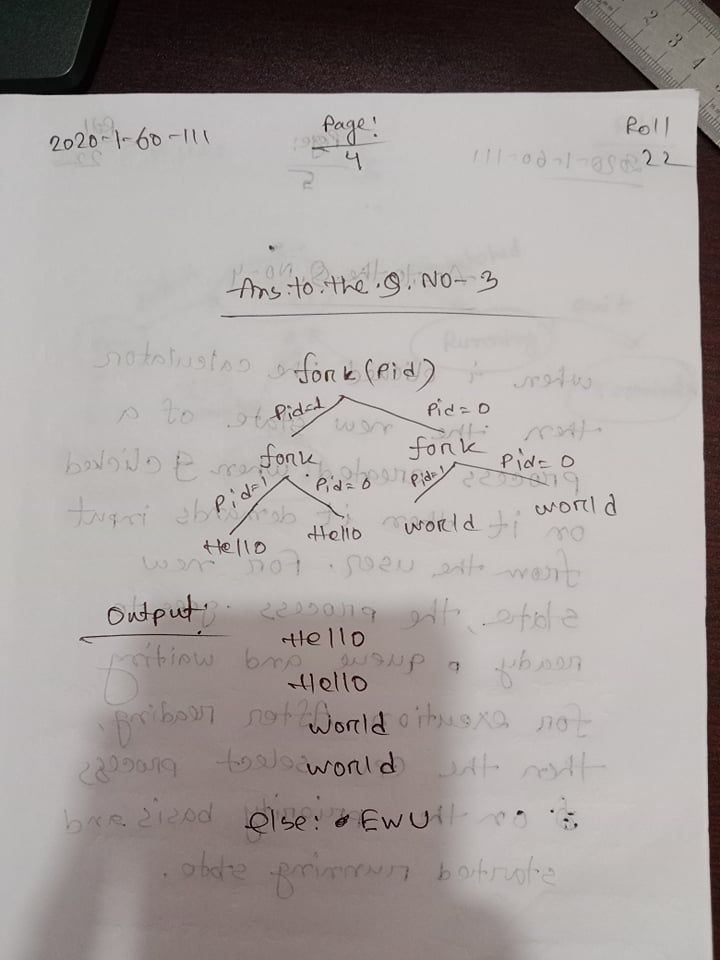 2020-1-60-111
Page:
4
Roll
22
Ans: to. the. Q. NO- 3
fork (Pid)
Pid=1
Pid = 0
fork
fork
Pid=1
Pid=0
Pid=1
Pid= 0
Hello
Hello
world
world
Output:
Hello
Hello
World
World
Else: EWU